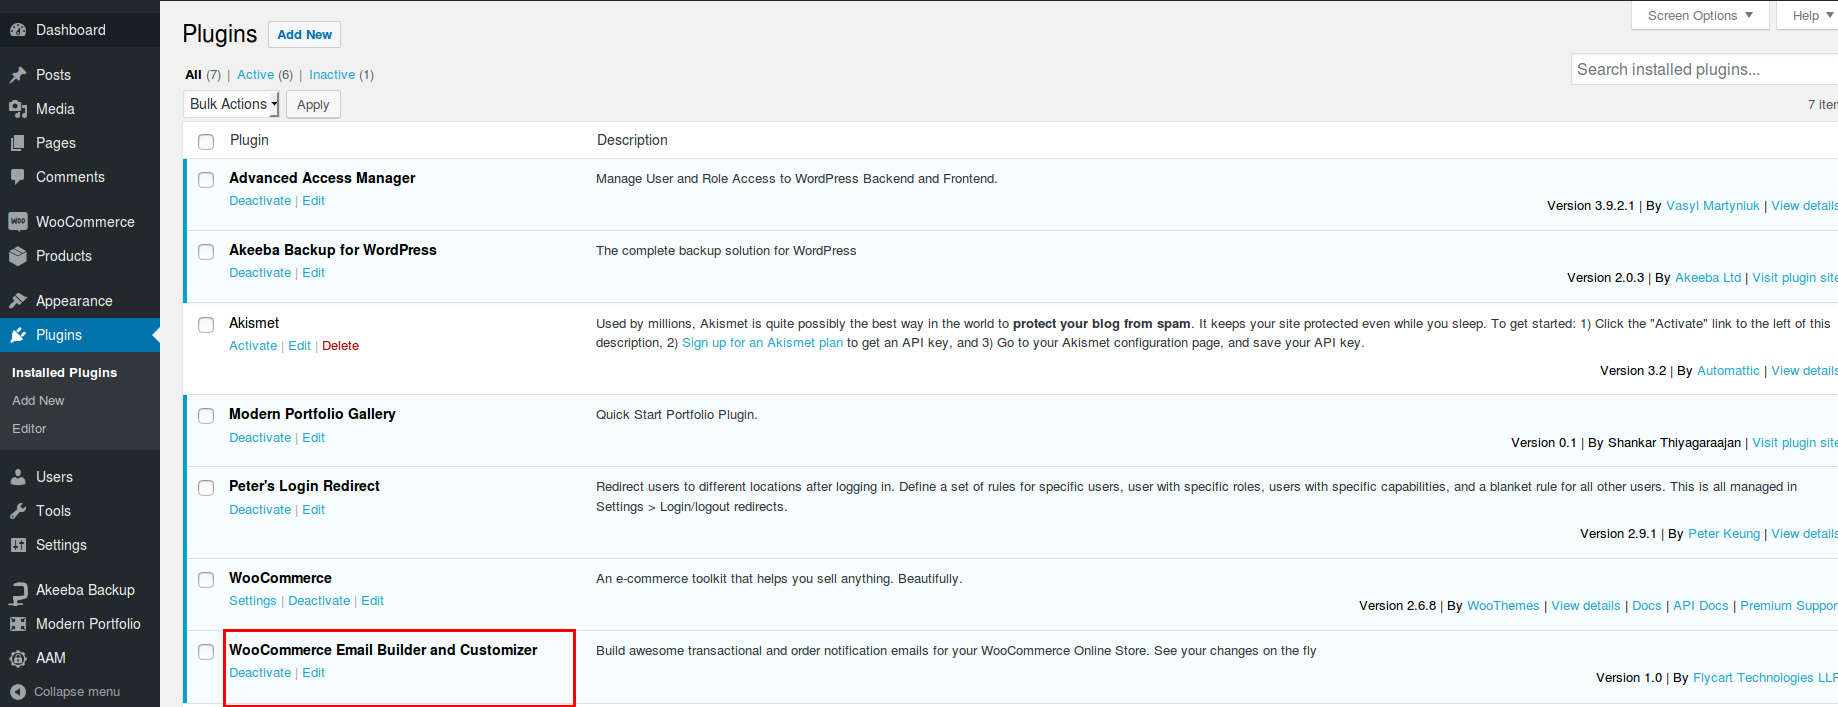 Dashboard
Posts
Media
Pages
Comments
WOO WooCommerce
Products
Appearance
Plugins
Installed Plugins
Add New
Editor
Users
Tools
Settings
Akeeba Backup
Modern Portfolio
AAM
Collapse menu
Screen Options ▼ Help ▼
Plugins Add New
All (7) | Active (6) | Inactive (1)
Search installed plugins...
Bulk Actions Apply
7 iten
Plugin Description
Advanced Access Manager
Deactivate | Edit
Manage User and Role Access to WordPress Backend and Frontend.
Version 3.9.2.1 | By Vasyl Martyniuk | View details
Akeeba Backup for WordPress
Deactivate | Edit
The complete backup solution for WordPress
Version 2.0.3 | By Akeeba Ltd | Visit plugin site
Akismet
Activate | Edit | Delete
Used by millions, Akismet is quite possibly the best way in the world to protect your blog from spam. It keeps your site protected even while you sleep. To get started: 1) Click the "Activate" link to the left of this
description, 2) Sign up for an Akismet plan to get an API key, and 3) Go to your Akismet configuration page, and save your API key.
Version 3.2 | By Automattic | View details
Modern Portfolio Gallery
Deactivate | Edit
Quick Start Portfolio Plugin.
Version 0.1 | By Shankar Thiyagaraajan | Visit plugin site
Peter's Login Redirect
Deactivate | Edit
Redirect users to different locations after logging in. Define a set of rules for specific users, user with specific roles, users with specific capabilities, and a blanket rule for all other users. This is all managed in
Settings > Login/logout redirects.
Version 2.9.1 | By Peter Keung | View details
WooCommerce
Settings | Deactivate | Edit
An e-commerce toolkit that helps you sell anything. Beautifully.
Version 2.6.8 | By WooThemes | View details | Docs | API Docs | Premium Support
WooCommerce Email Builder and Customizer
Deactivate | Edit
Build awesome transactional and order notification emails for your WooCommerce Online Store. See your changes on the fly
Version 1.0 | By Flycart Technologies LLP